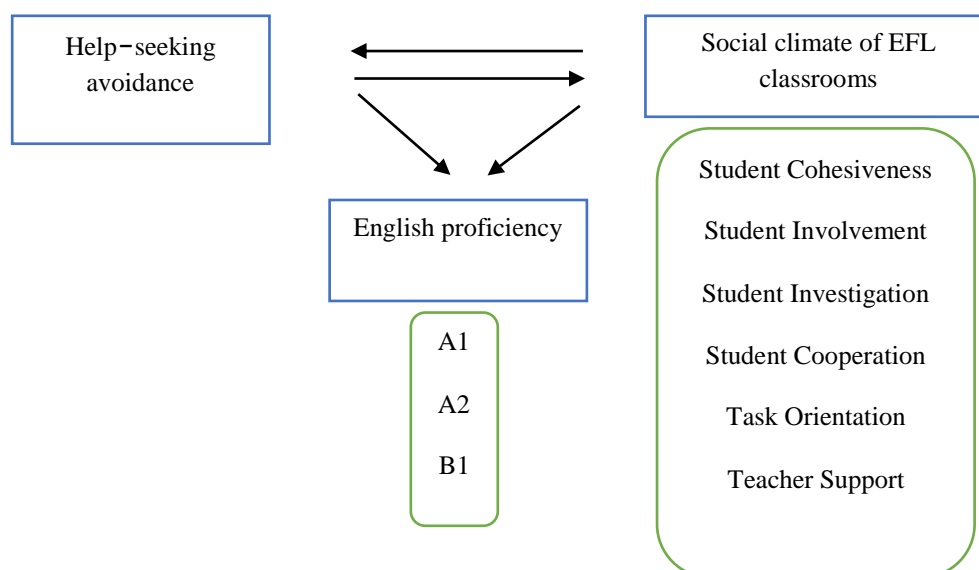 Help-seeking
avoidance
Social climate of EFL
classrooms
English proficiency
A1
A2
B1
Student Cohesiveness
Student Involvement
Student Investigation
Student Cooperation
Task Orientation
Teacher Support